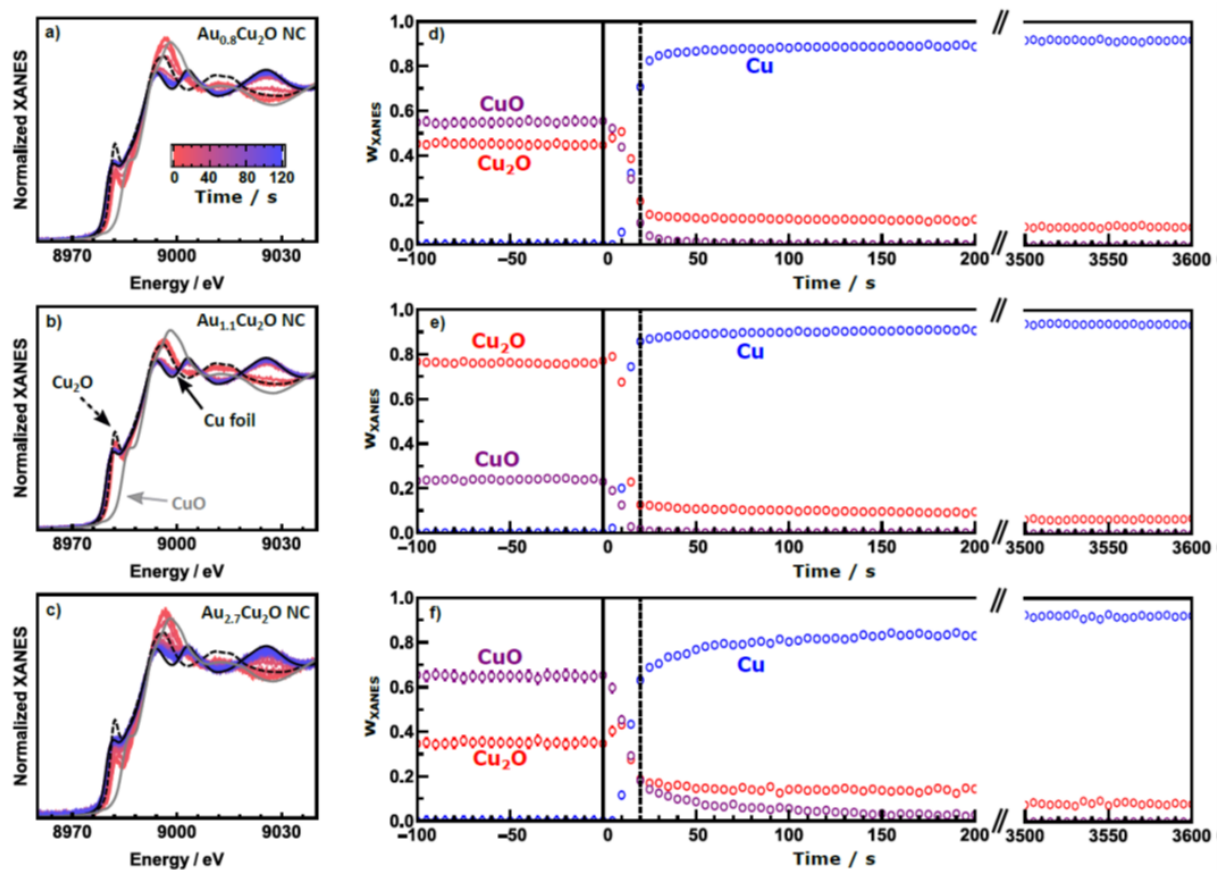 a)
Au0.8Cu2O NC
Normalized XANES
0 40 80 120
Time / s
8970 9000 9030
Energy / eV
d)
wXANES
1.0
0.8
0.6
0.4
0.2
0.0
CuO
Cu2O
Cu
//
−100 −50 0 50 100 150 200 // 3500 3550 3600
Time / s
b)
Au1.1Cu2O NC
Normalized XANES
Cu2O
Cu foil
CuO
8970 9000 9030
Energy / eV
e)
wXANES
1.0
0.8
0.6
0.4
0.2
0.0
Cu2O
CuO
Cu
//
−100 −50 0 50 100 150 200 // 3500 3550 3600
Time / s
c)
Au2.7Cu2O NC
Normalized XANES
8970 9000 9030
Energy / eV
f)
wXANES
1.0
0.8
0.6
0.4
0.2
0.0
CuO
Cu2O
Cu
//
−100 −50 0 50 100 150 200 // 3500 3550 3600
Time / s